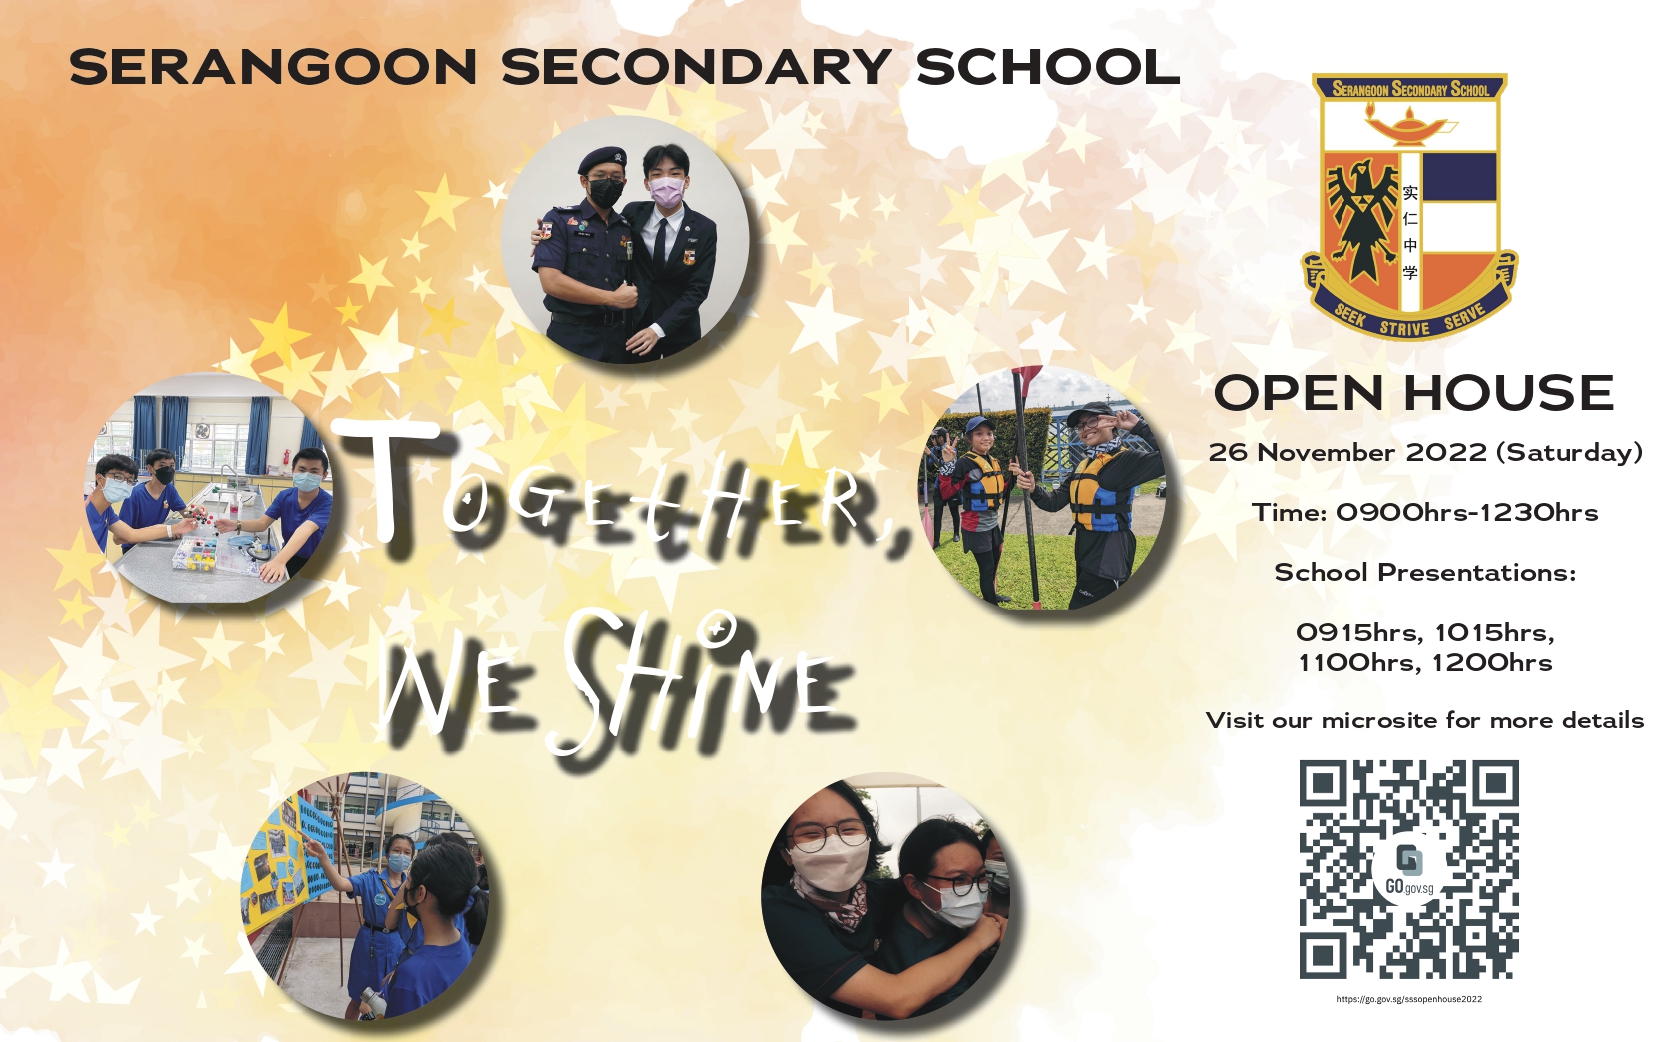 SERANGOON SECONDARY SCHOOL
SERANGOON SECONDARY SCHOOL
实
仁
中
学
SEEK STRIVE SERVE
TOGETHER,
WE SHINE
OPEN HOUSE
26 November 2022 (Saturday)
Time: 0900hrs-1230hrs
School Presentations:
0915hrs, 1015hrs,
1100hrs, 1200hrs
Visit our microsite for more details
GO.gov.sg
https://go.gov.sg/sssopenhouse2022